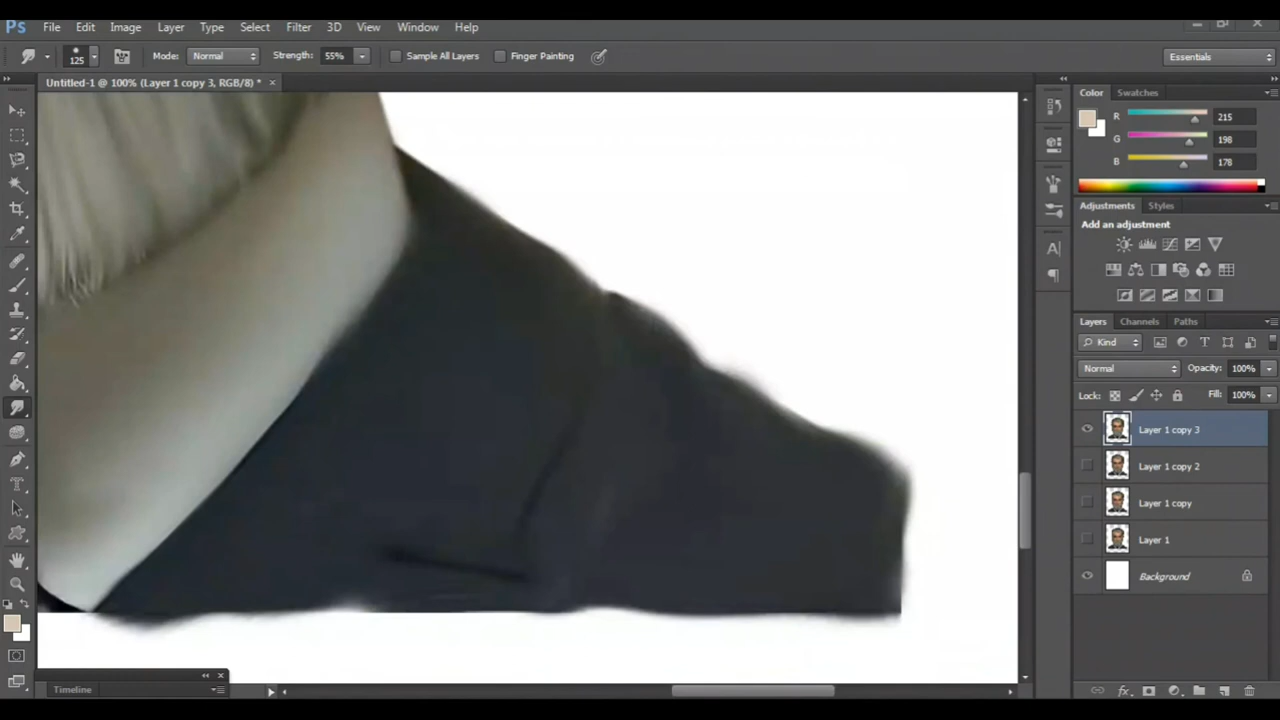 Ps File Edit Image Layer Type Select Filter 3D View Window Help
125 Mode: Normal Strength: 55% Sample All Layers Finger Painting Essentials
Untitled-1 @ 100% (Layer 1 copy 3, RGB/8) * ×
Color Swatches
R 215
G 198
B 178
Adjustments Styles
Add an adjustment
Layers Channels Paths
Kind T
Normal Opacity: 100%
Lock: Fill: 100%
Layer 1 copy 3
Layer 1 copy 2
Layer 1 copy
Layer 1
Background
Timeline